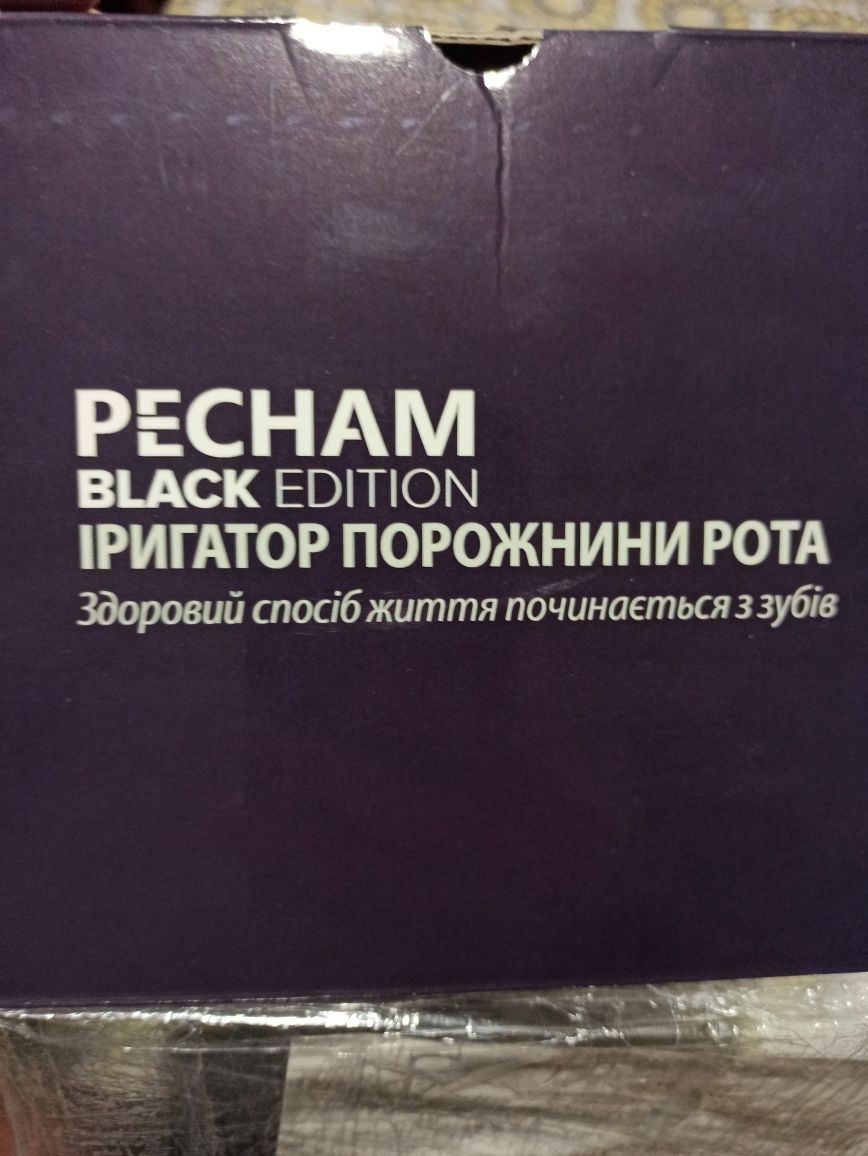 PECHAM
BLACK EDITION
ІРИГАТОР ПОРОЖНИНИ РОТА
Здоровий спосіб життя починається з зубів